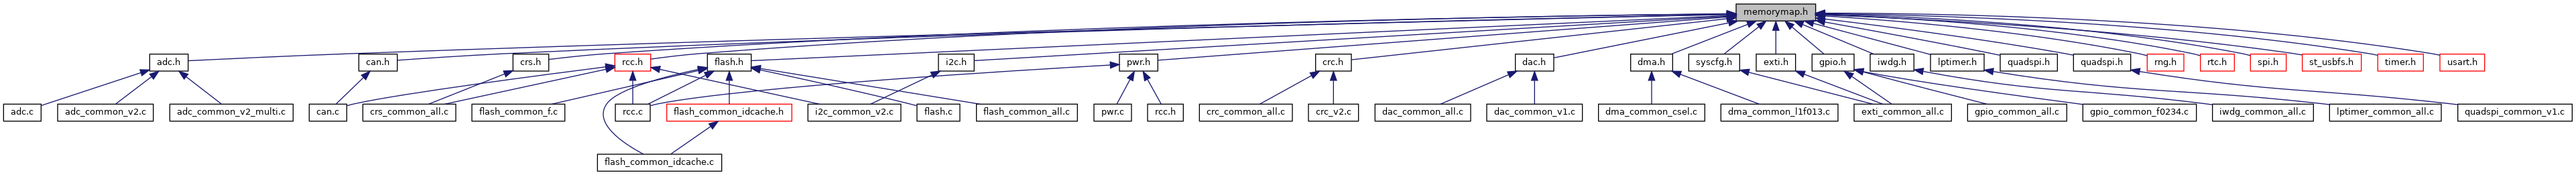 memorymap.h
adc.h
can.h
crs.h
rcc.h
flash.h
i2c.h
pwr.h
crc.h
dac.h
dma.h
syscfg.h
exti.h
gpio.h
iwdg.h
lptimer.h
quadspi.h
quadspi.h
rng.h
rtc.h
spi.h
st_usbfs.h
timer.h
usart.h
adc.c
adc_common_v2.c
adc_common_v2_multi.c
can.c
crs_common_all.c
flash_common_f.c
rcc.c
flash_common_idcache.h
i2c_common_v2.c
flash.c
flash_common_all.c
pwr.c
rcc.h
crc_common_all.c
crc_v2.c
dac_common_all.c
dac_common_v1.c
dma_common_csel.c
dma_common_l1f013.c
exti_common_all.c
gpio_common_all.c
gpio_common_f0234.c
iwdg_common_all.c
lptimer_common_all.c
quadspi_common_v1.c
flash_common_idcache.c